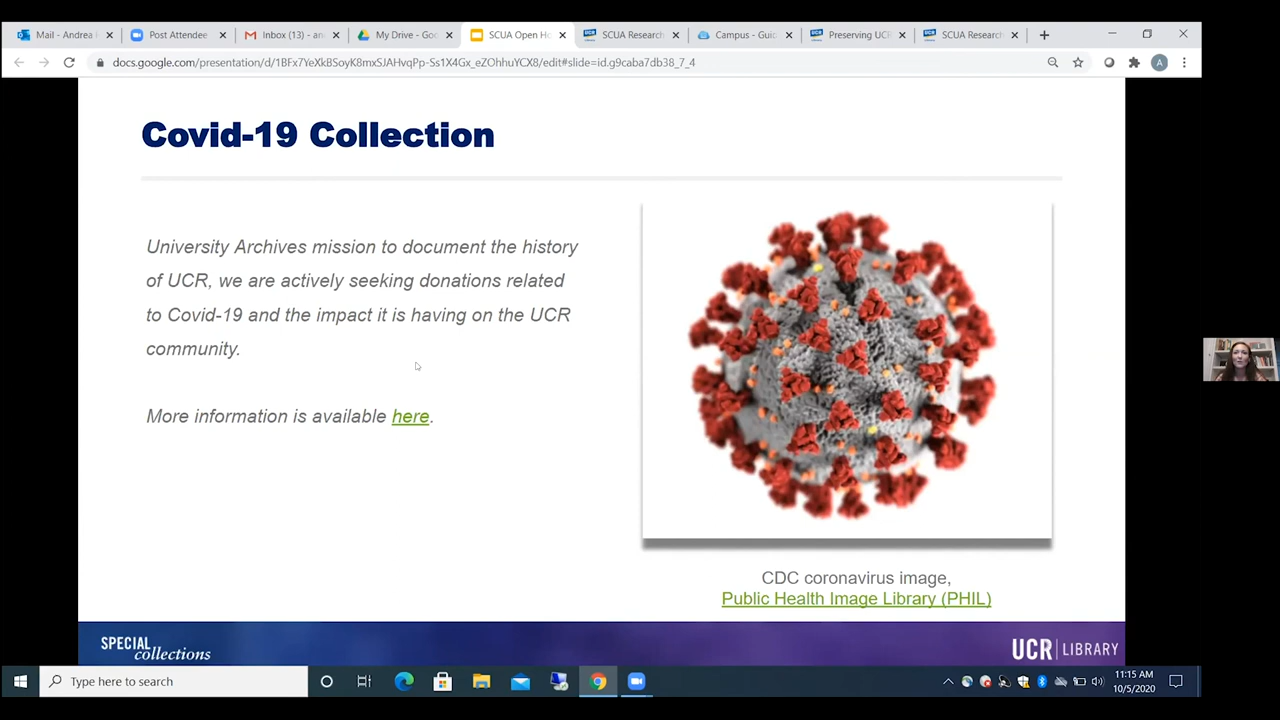 Mail - Andrea
Post Attendee
Inbox (13) - an
My Drive - Goo
SCUA Open Ho
SCUA Research
Campus - Guid
Preserving UCR
SCUA Research
docs.google.com/presentation/d/1BFx7YeXkBSoyK8mxSJAHvqPp-Ss1X4Gx_eZOhhuYCX8/edit#slide=id.g9caba7db38_7_4
Covid-19 Collection
University Archives mission to document the history
of UCR, we are actively seeking donations related
to Covid-19 and the impact it is having on the UCR
community.
More information is available here.
CDC coronavirus image,
Public Health Image Library (PHIL)
SPECIAL
collections
UCR LIBRARY
Type here to search
11:15 AM
10/5/2020